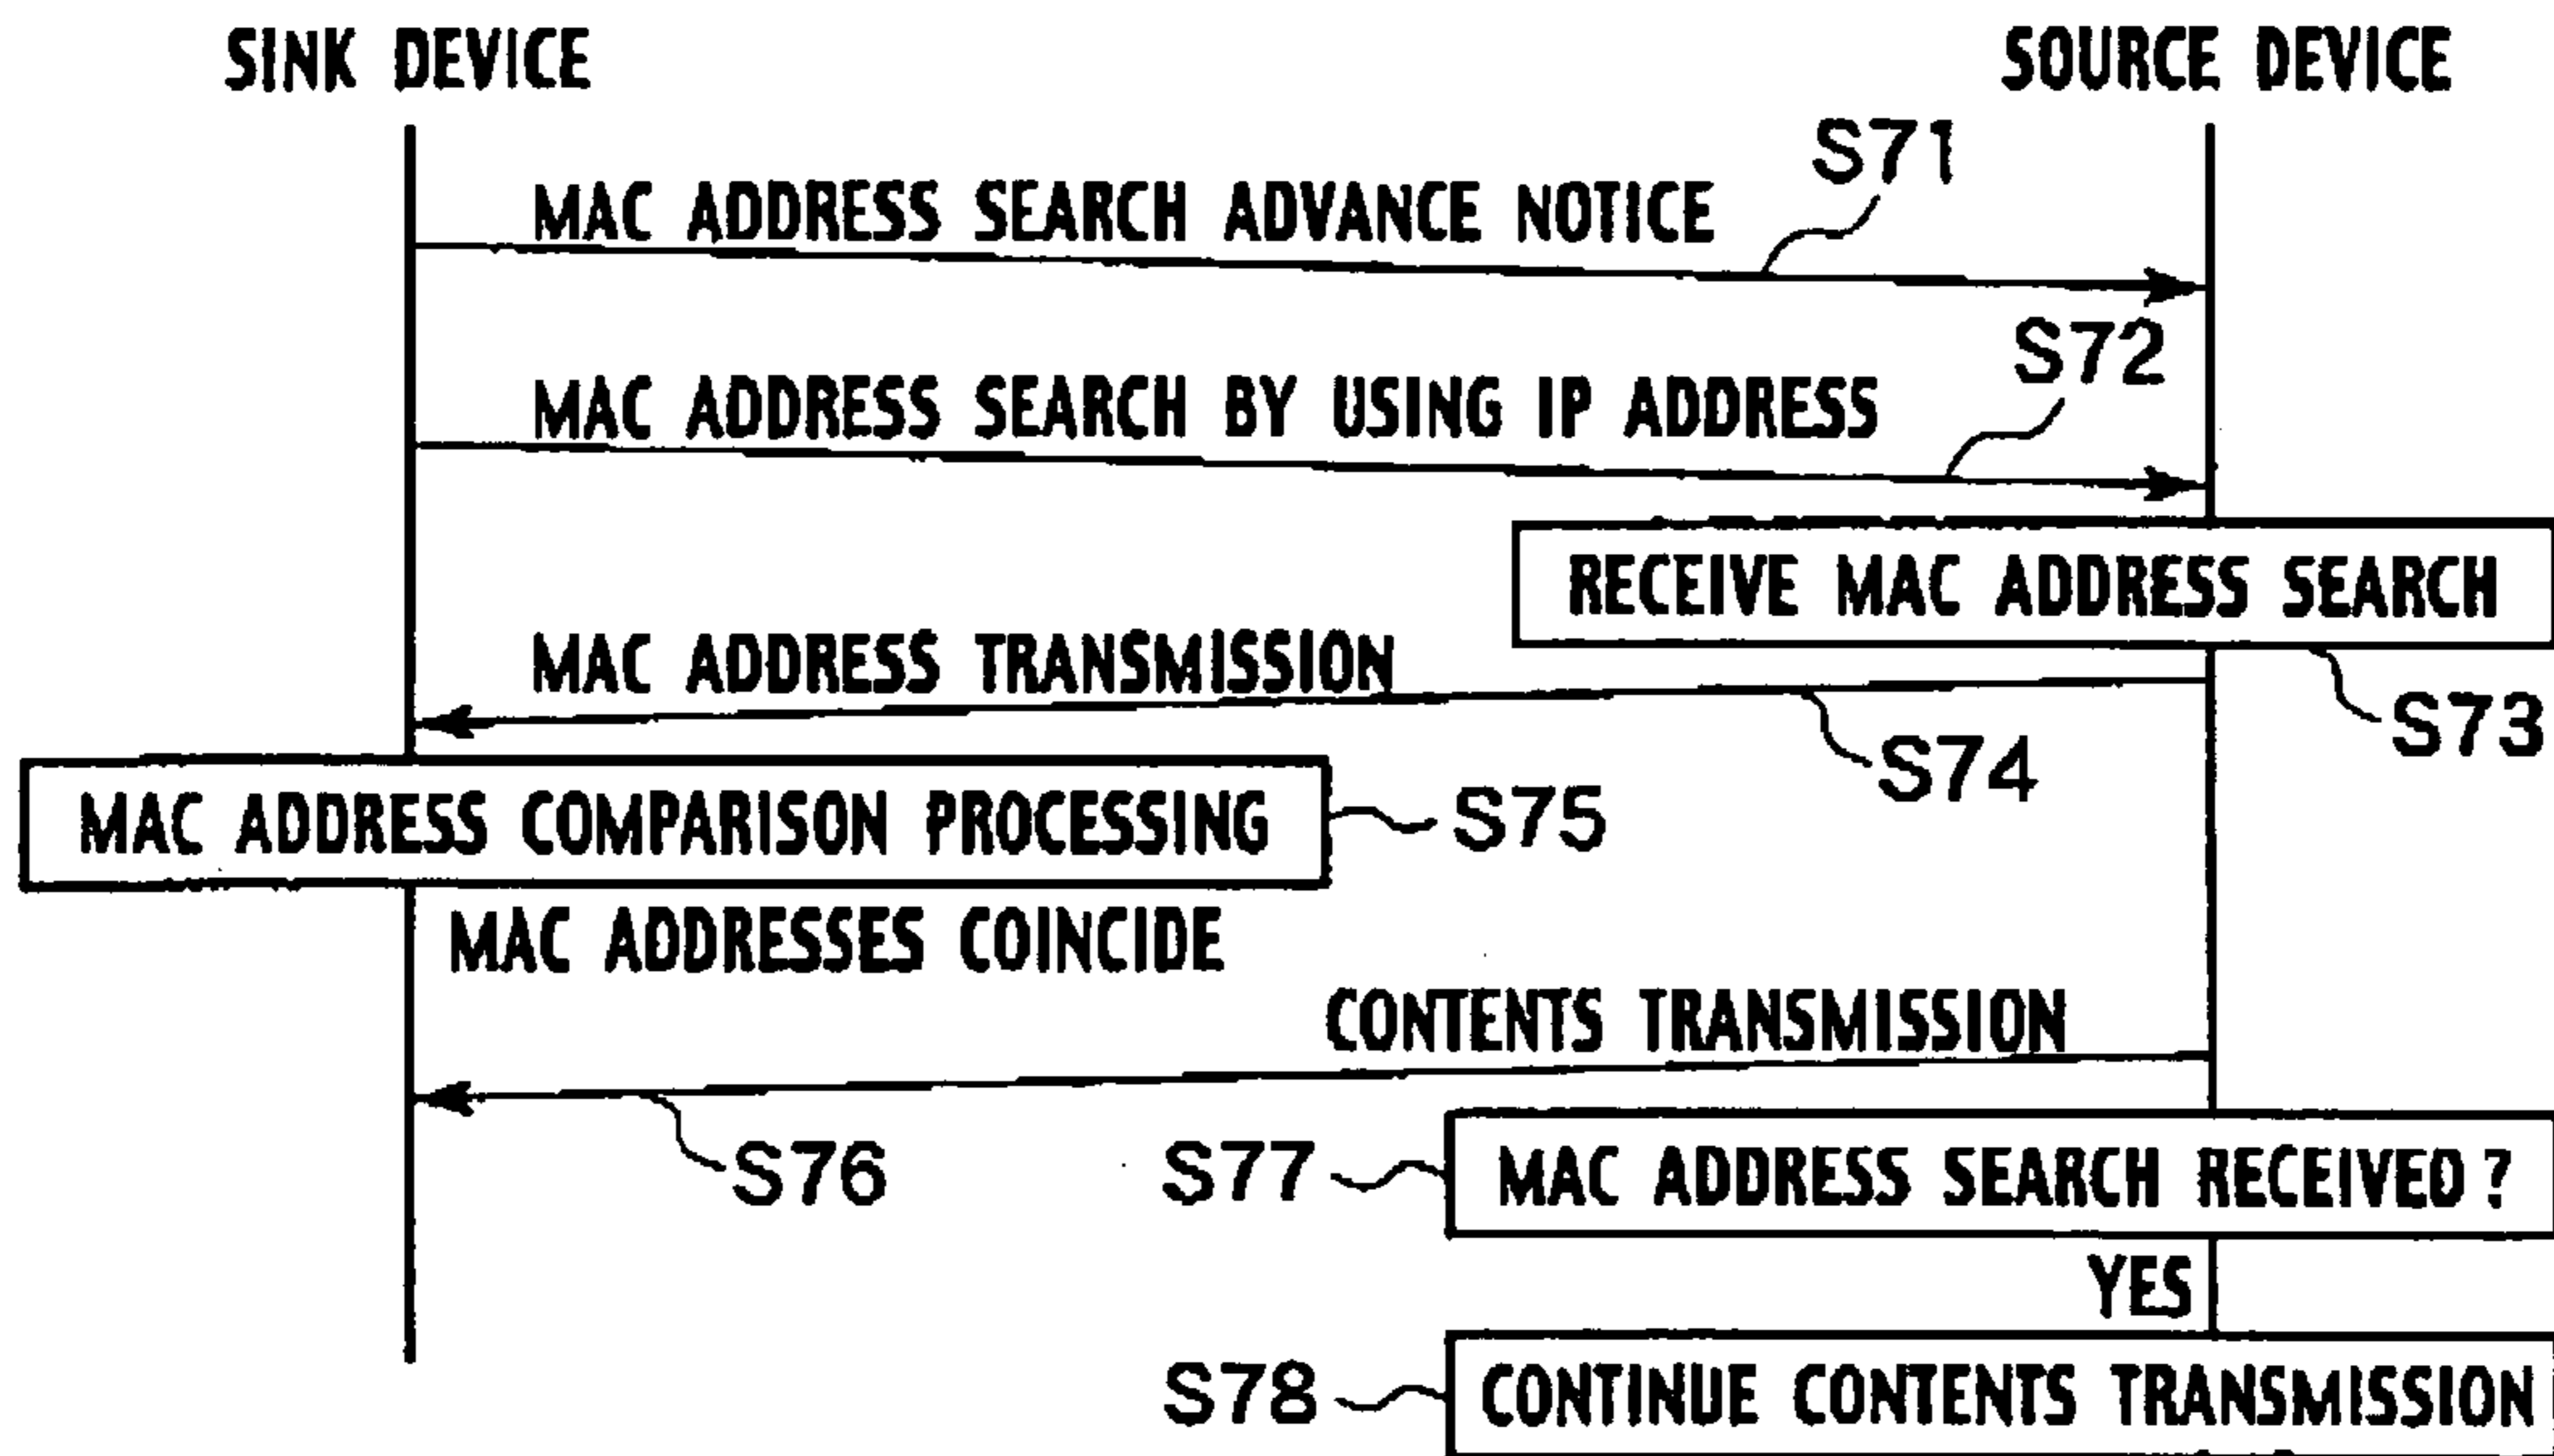 SINK DEVICE
SOURCE DEVICE
S71
MAC ADDRESS SEARCH ADVANCE NOTICE
S72
MAC ADDRESS SEARCH BY USING IP ADDRESS
RECEIVE MAC ADDRESS SEARCH
S73
MAC ADDRESS TRANSMISSION
S74
MAC ADDRESS COMPARISON PROCESSING
S75
MAC ADDRESSES COINCIDE
CONTENTS TRANSMISSION
S76
S77
MAC ADDRESS SEARCH RECEIVED?
YES
S78
CONTINUE CONTENTS TRANSMISSION